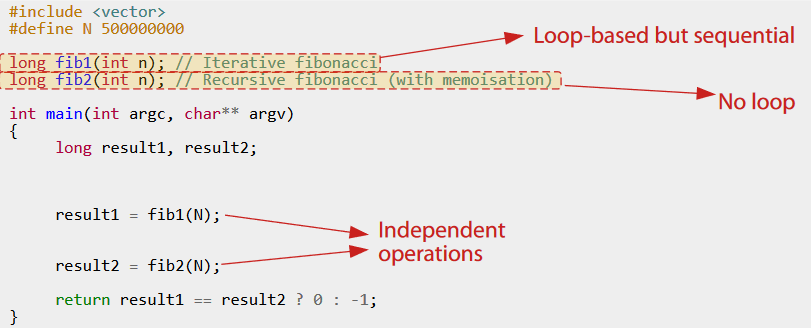 #include <vector>
#define N 500000000
Loop-based but sequential
long fib1(int n); // Iterative fibonacci
long fib2(int n); // Recursive fibonacci (with memoisation)
No loop
int main(int argc, char** argv)
{
long result1, result2;
result1 = fib1(N);
Independent
operations
result2 = fib2(N);
return result1 == result2 ? 0 : -1;
}